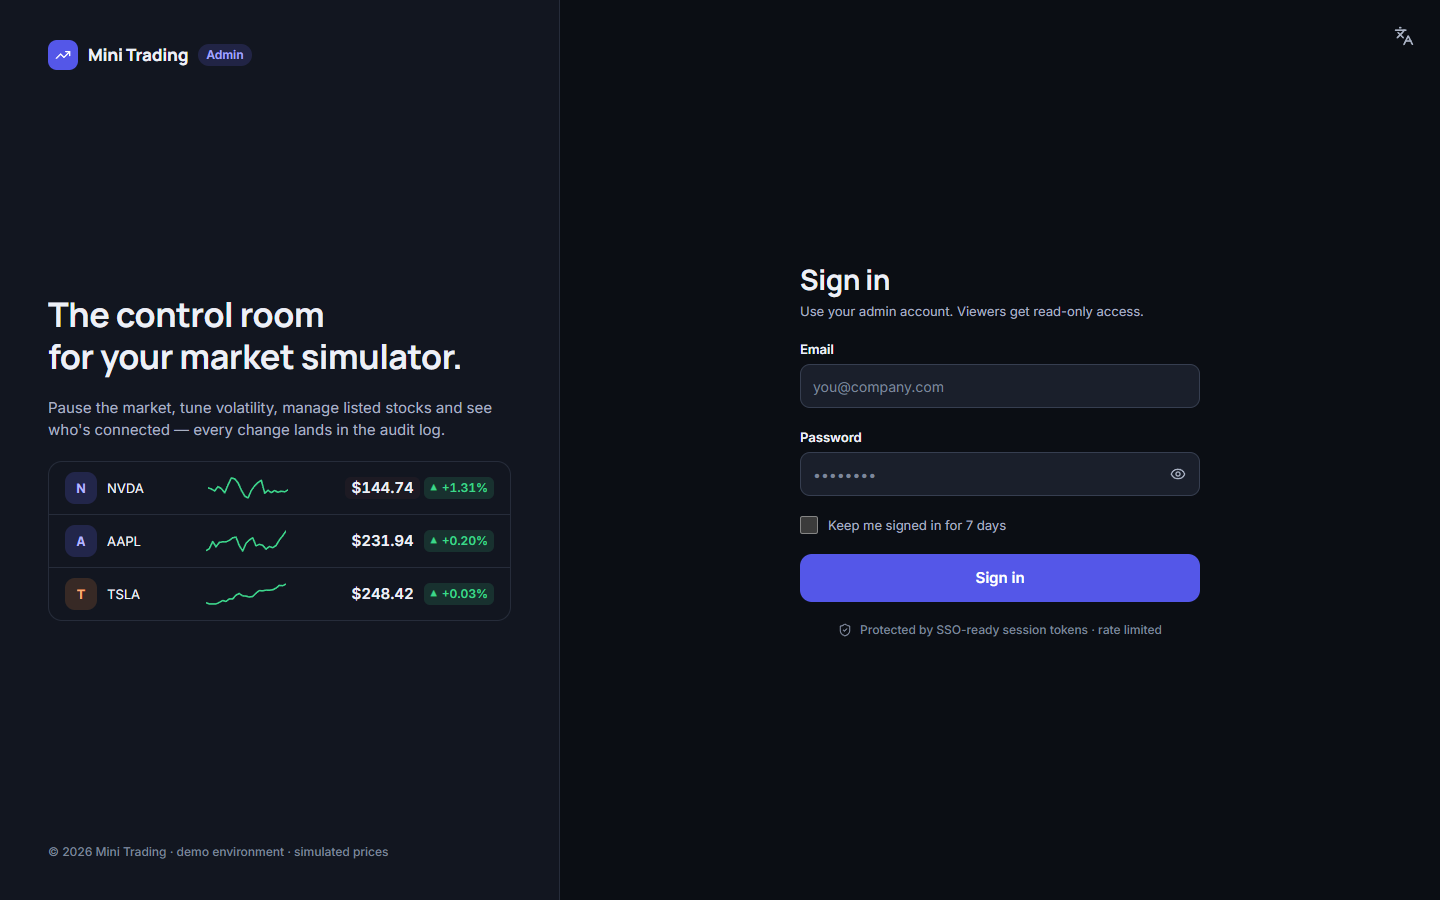 Mini Trading
Admin
The control room
for your market simulator.
Pause the market, tune volatility, manage listed stocks and see
who's connected — every change lands in the audit log.
N NVDA $144.74 ▲ +1.31%
A AAPL $231.94 ▲ +0.20%
T TSLA $248.42 ▲ +0.03%
© 2026 Mini Trading · demo environment · simulated prices
Sign in
Use your admin account. Viewers get read-only access.
Email
you@company.com
Password
••••••••
Keep me signed in for 7 days
Sign in
Protected by SSO-ready session tokens · rate limited